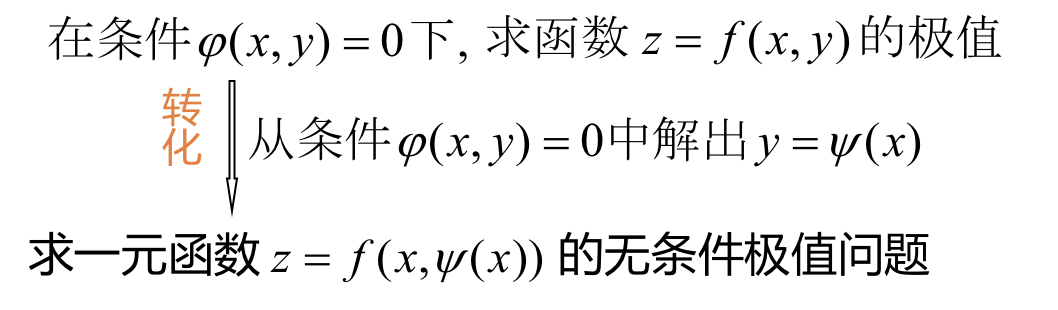 在条件φ(x, y) = 0下, 求函数 z = f(x, y)的极值
转化
从条件φ(x, y) = 0中解出y = ψ(x)
求一元函数 z = f(x,ψ(x)) 的无条件极值问题